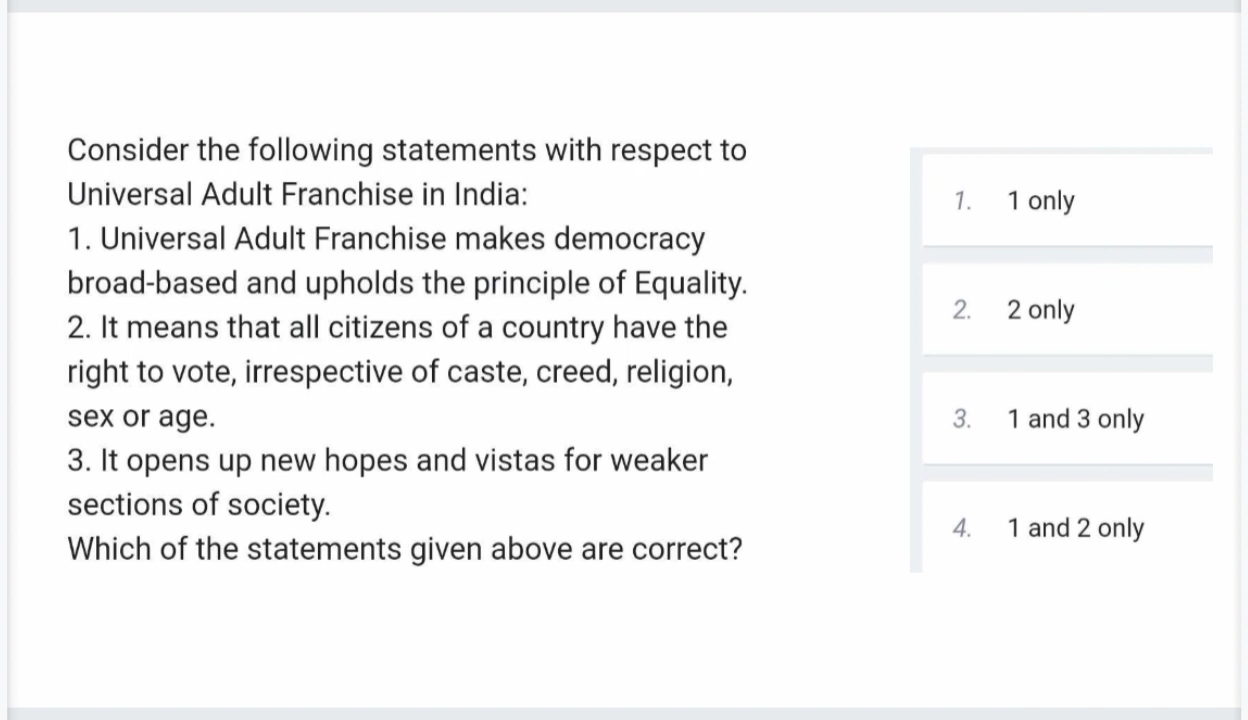 Consider the following statements with respect to
Universal Adult Franchise in India:
1. Universal Adult Franchise makes democracy
broad-based and upholds the principle of Equality.
2. It means that all citizens of a country have the
right to vote, irrespective of caste, creed, religion,
sex or age.
3. It opens up new hopes and vistas for weaker
sections of society.
Which of the statements given above are correct?
1. 1 only
2. 2 only
3. 1 and 3 only
4. 1 and 2 only